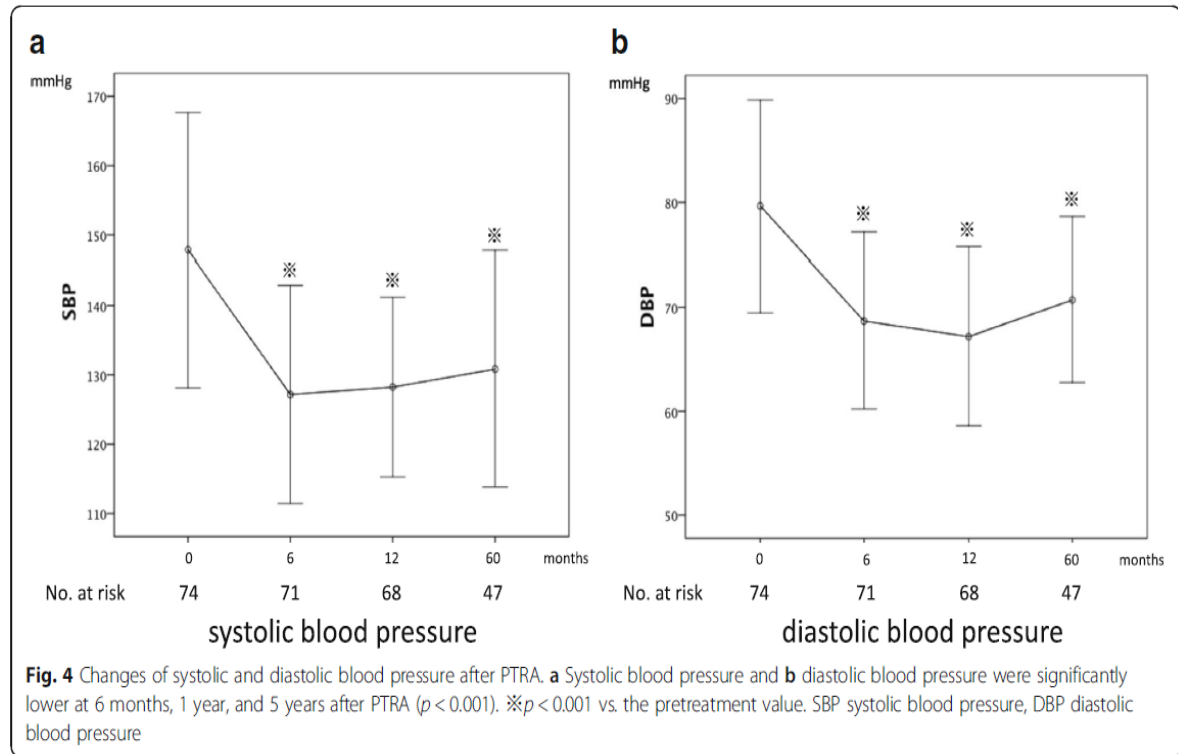 a
mmHg
170
160
150
140
130
120
110
SBP
※
※
※
0 6 12 60 months
No. at risk 74 71 68 47
systolic blood pressure
b
mmHg
90
80
70
60
50
DBP
※
※
※
0 6 12 60 months
No. at risk 74 71 68 47
diastolic blood pressure
Fig. 4 Changes of systolic and diastolic blood pressure after PTRA. a Systolic blood pressure and b diastolic blood pressure were significantly
lower at 6 months, 1 year, and 5 years after PTRA (p < 0.001). ※p < 0.001 vs. the pretreatment value. SBP systolic blood pressure, DBP diastolic
blood pressure